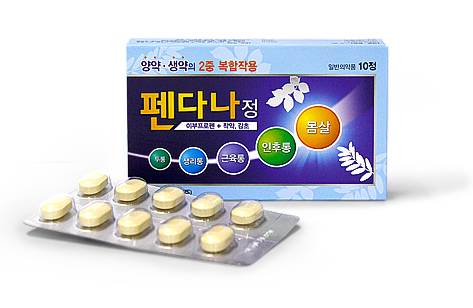 양약·생약의 2중 복합작용
일반의약품 10정
펜다나정
이부프로펜 + 작약, 감초
두통
생리통
근육통
인후통
몸살